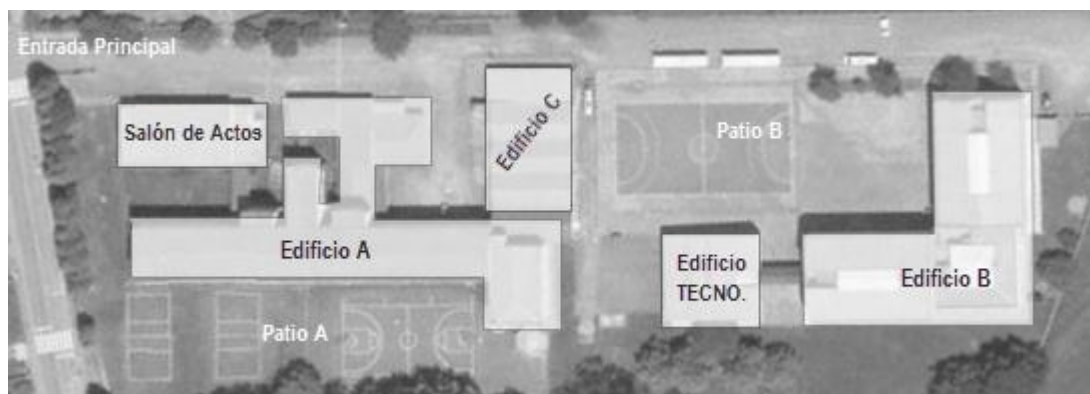 Entrada Principal
Salón de Actos
Edificio C
Patio B
Edificio A
Edificio
TECNO.
Edificio B
Patio A